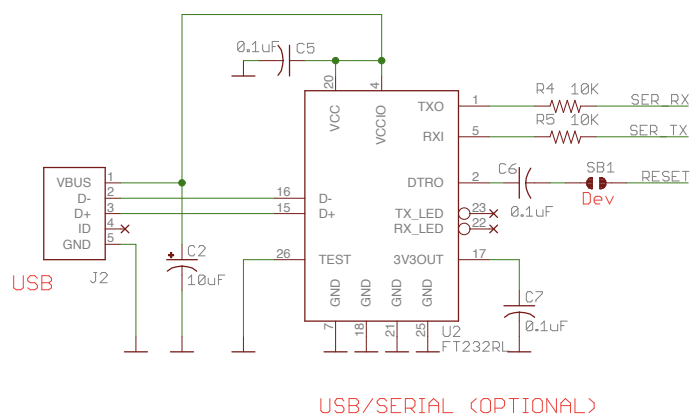 0.1uF C5
20
VCC
4
VCCIO
TXO 1 R4 10K SER_RX
RXI 5 R5 10K SER_TX
DTRO 2 C6 0.1uF SB1 Dev RESET
VBUS 1
D- 2
D+ 3
ID 4
GND 5
J2
USB
16 D-
15 D+
TX_LED 23
RX_LED 22
C2
10uF
26 TEST
3V3OUT 17
C7
0.1uF
GND GND GND GND
7 18 21 25
U2
FT232RL
USB/SERIAL (OPTIONAL)